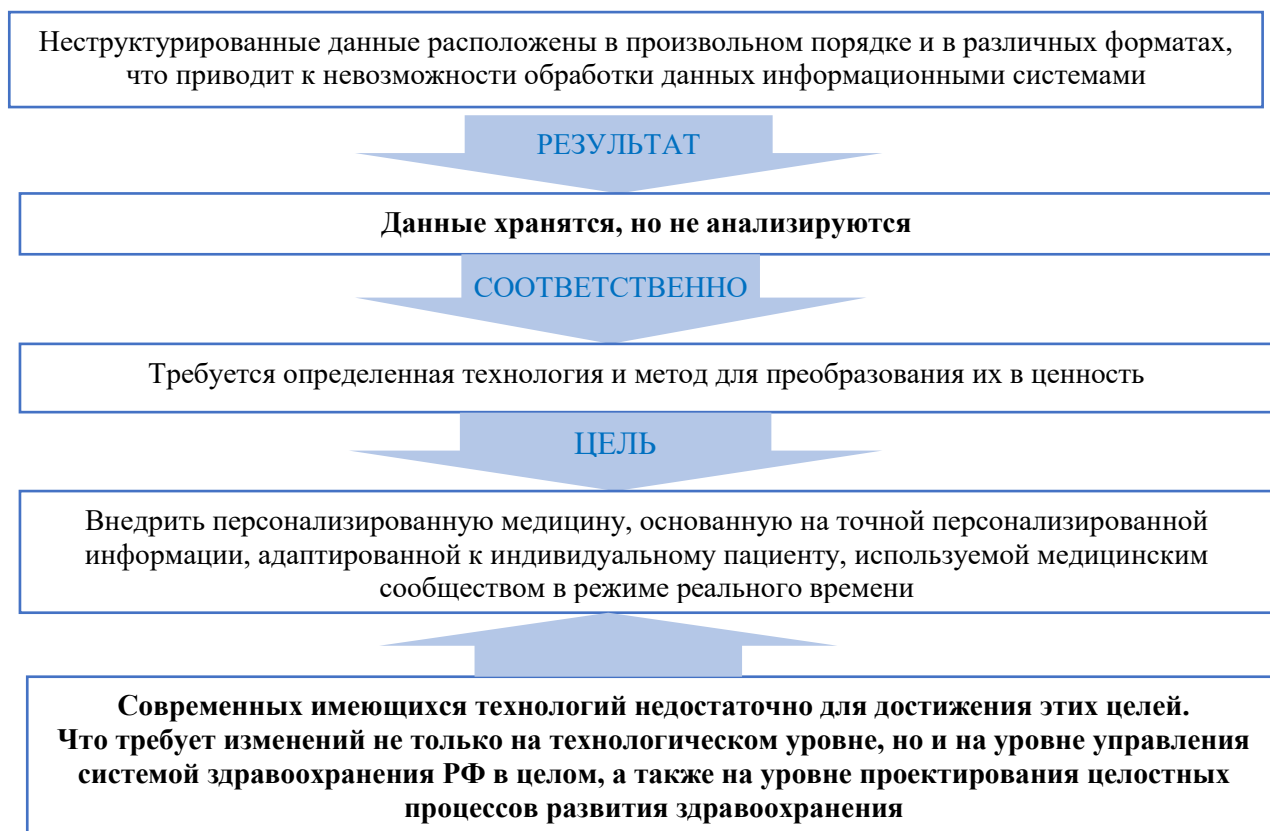 Неструктурированные данные расположены в произвольном порядке и в различных форматах,
что приводит к невозможности обработки данных информационными системами
РЕЗУЛЬТАТ
Данные хранятся, но не анализируются
СООТВЕТСТВЕННО
Требуется определенная технология и метод для преобразования их в ценность
ЦЕЛЬ
Внедрить персонализированную медицину, основанную на точной персонализированной
информации, адаптированной к индивидуальному пациенту, используемой медицинским
сообществом в режиме реального времени
Современных имеющихся технологий недостаточно для достижения этих целей.
Что требует изменений не только на технологическом уровне, но и на уровне управления
системой здравоохранения РФ в целом, а также на уровне проектирования целостных
процессов развития здравоохранения